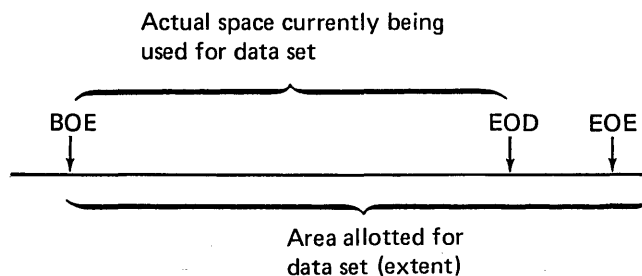 Actual space currently being
used for data set
BOE EOD EOE
Area allotted for
data set (extent)